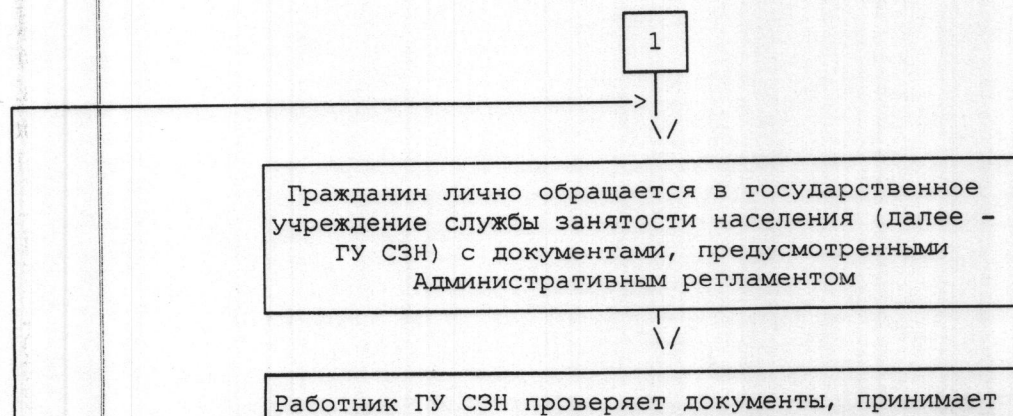 1
Гражданин лично обращается в государственное
учреждение службы занятости населения (далее -
ГУ СЗН) с документами, предусмотренными
Административным регламентом
Работник ГУ СЗН проверяет документы, принимает